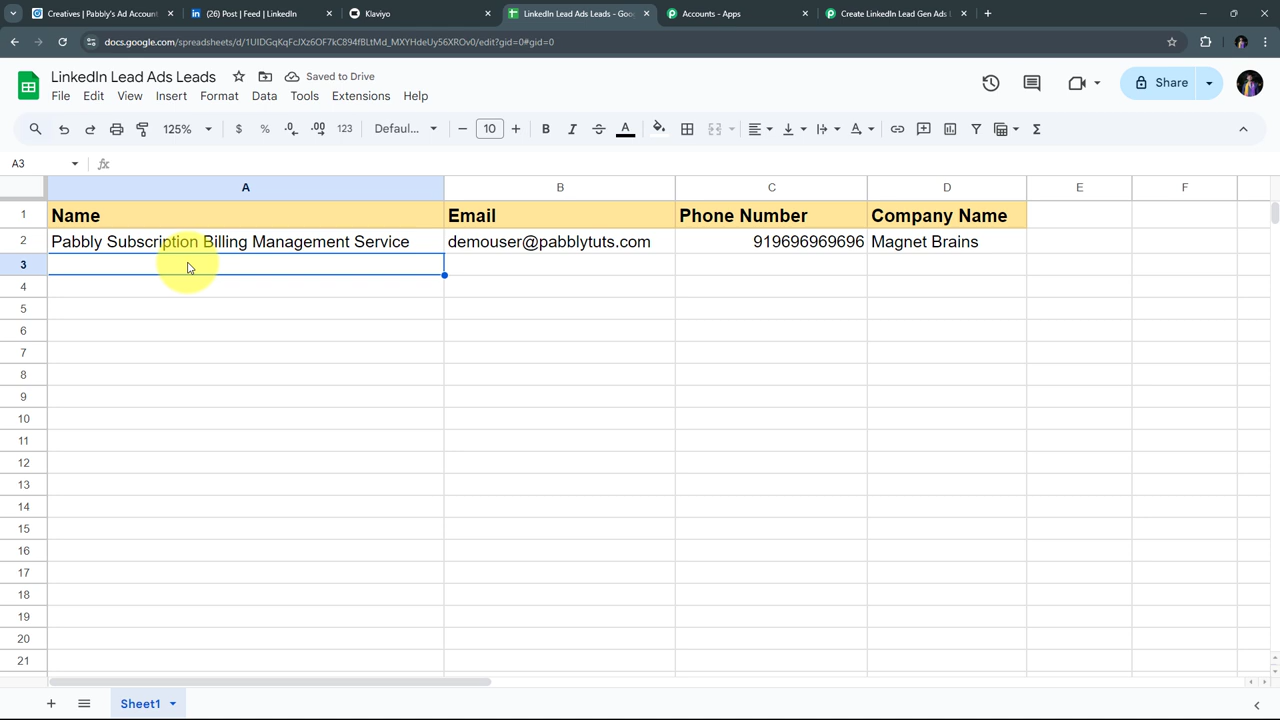 Creatives | Pabbly's Ad Account
(26) Post | Feed | LinkedIn
Klaviyo
LinkedIn Lead Ads Leads - Goo
Accounts - Apps
Create LinkedIn Lead Gen Ads
docs.google.com/spreadsheets/d/1UIDGqKqFcJXz6OF7kC894fBLtMd_MXYHdeUy56XROv0/edit?gid=0#gid=0
LinkedIn Lead Ads Leads
Saved to Drive
File Edit View Insert Format Data Tools Extensions Help
Share
125% $ % .0 .00 123 Defaul... 10 B I S A
A3 fx
A B C D E F
1 Name Email Phone Number Company Name
2 Pabbly Subscription Billing Management Service demouser@pabblytuts.com 919696969696 Magnet Brains
3
4
5
6
7
8
9
10
11
12
13
14
15
16
17
18
19
20
21
Sheet1